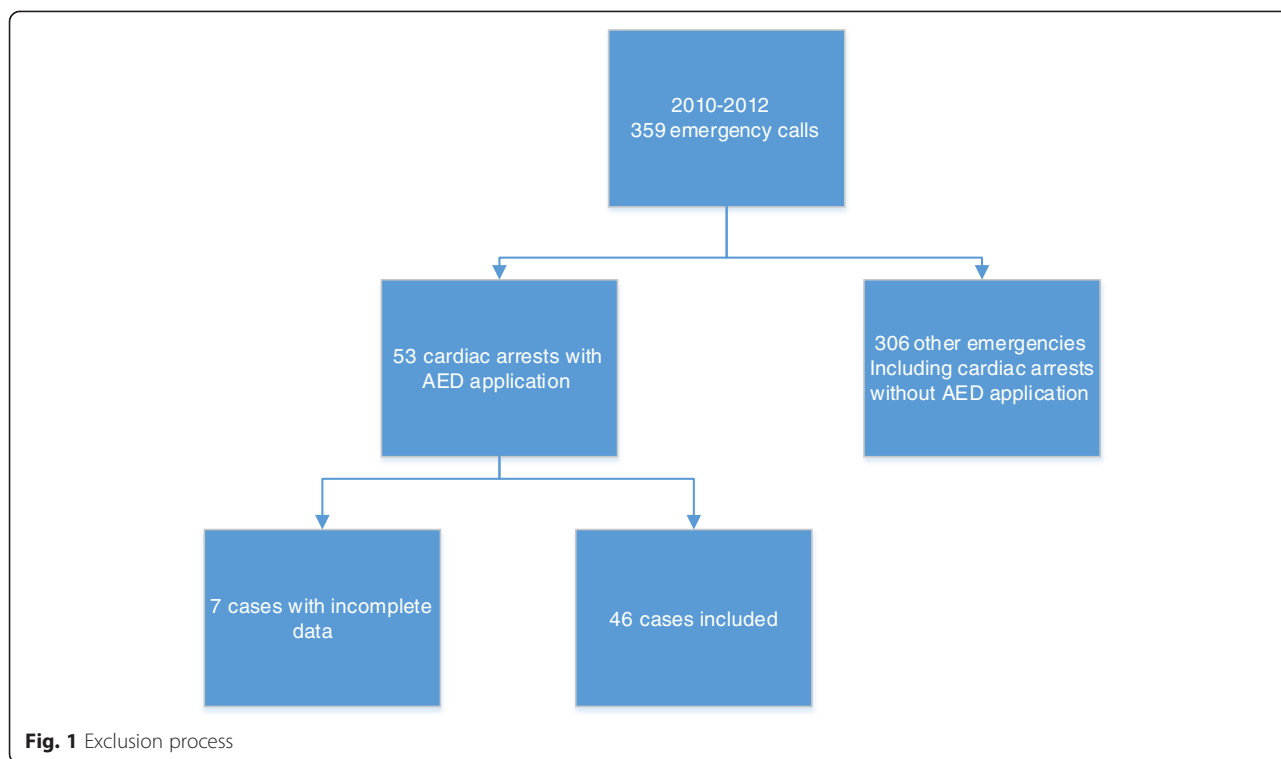 2010-2012
359 emergency calls
53 cardiac arrests with
AED application
306 other emergencies
Including cardiac arrests
without AED application
7 cases with incomplete
data
46 cases included
Fig. 1 Exclusion process